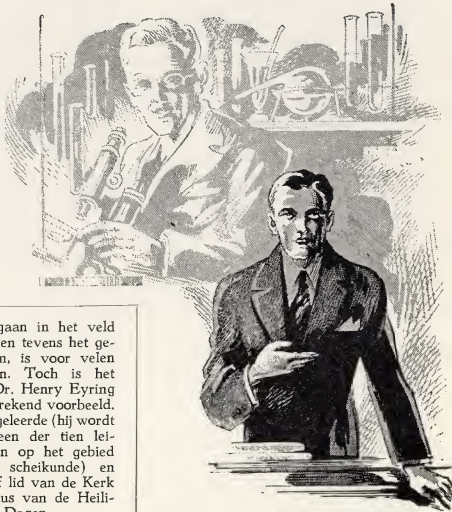 gaan in het veld
en tevens het ge-
n, is voor velen
n. Toch is het
Dr. Henry Eyring
rekend voorbeeld.
geleerde (hij wordt
een der tien lei-
n op het gebied
scheikunde) en
f lid van de Kerk
us van de Heili-